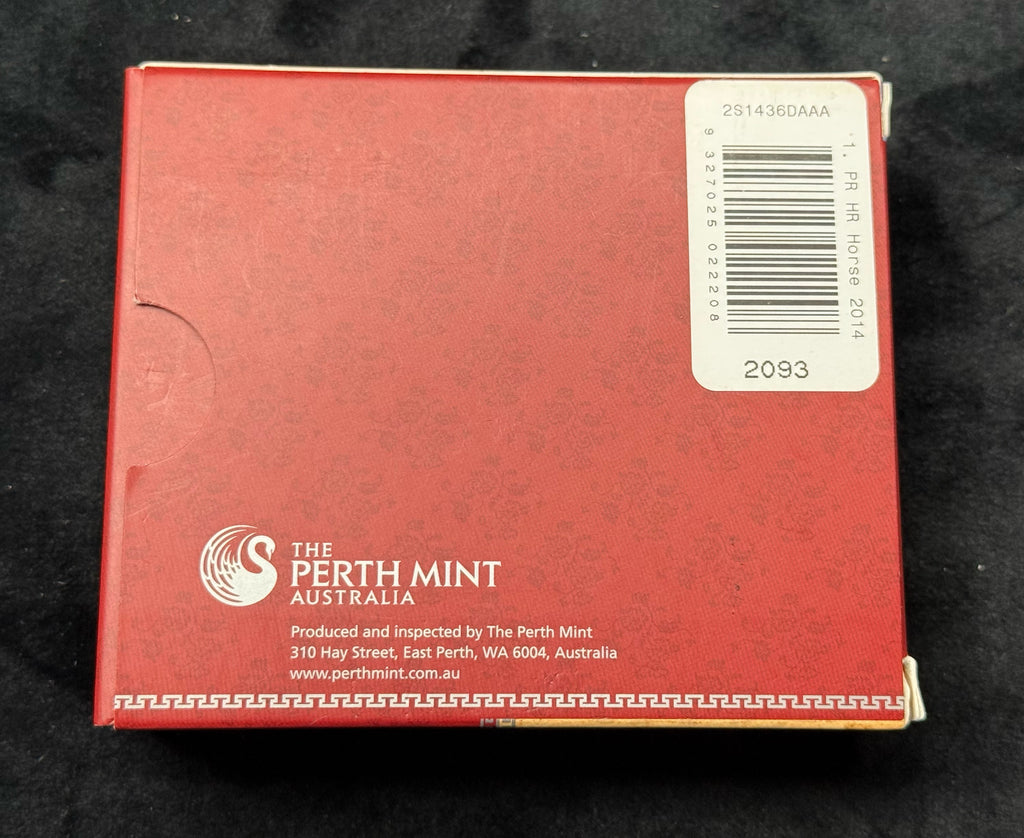 2S1436DAAA
9 327025 022208
1. PR HR Horse 2014
2093
THE
PERTH MINT
AUSTRALIA
Produced and inspected by The Perth Mint
310 Hay Street, East Perth, WA 6004, Australia
www.perthmint.com.au